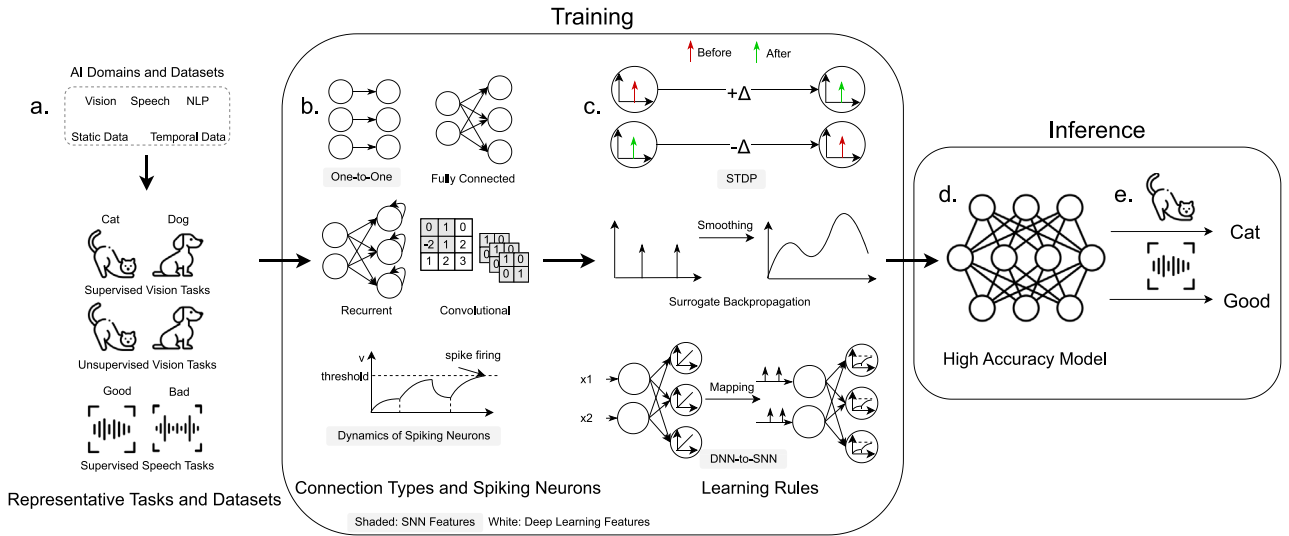 Training
AI Domains and Datasets
a.
Vision Speech NLP
Static Data Temporal Data
Cat Dog
Supervised Vision Tasks
Unsupervised Vision Tasks
Good Bad
Supervised Speech Tasks
Representative Tasks and Datasets
b.
One-to-One Fully Connected
0 1 0
-2 1 2
1 2 3
1 0
0
1 0
0
1 0
0 1
Recurrent Convolutional
v
spike firing
threshold
Dynamics of Spiking Neurons
Connection Types and Spiking Neurons
Before After
c.
+Δ
-Δ
STDP
Smoothing
Surrogate Backpropagation
x1
x2
Mapping
DNN-to-SNN
Learning Rules
Shaded: SNN Features White: Deep Learning Features
Inference
d.
High Accuracy Model
e.
Cat
Good